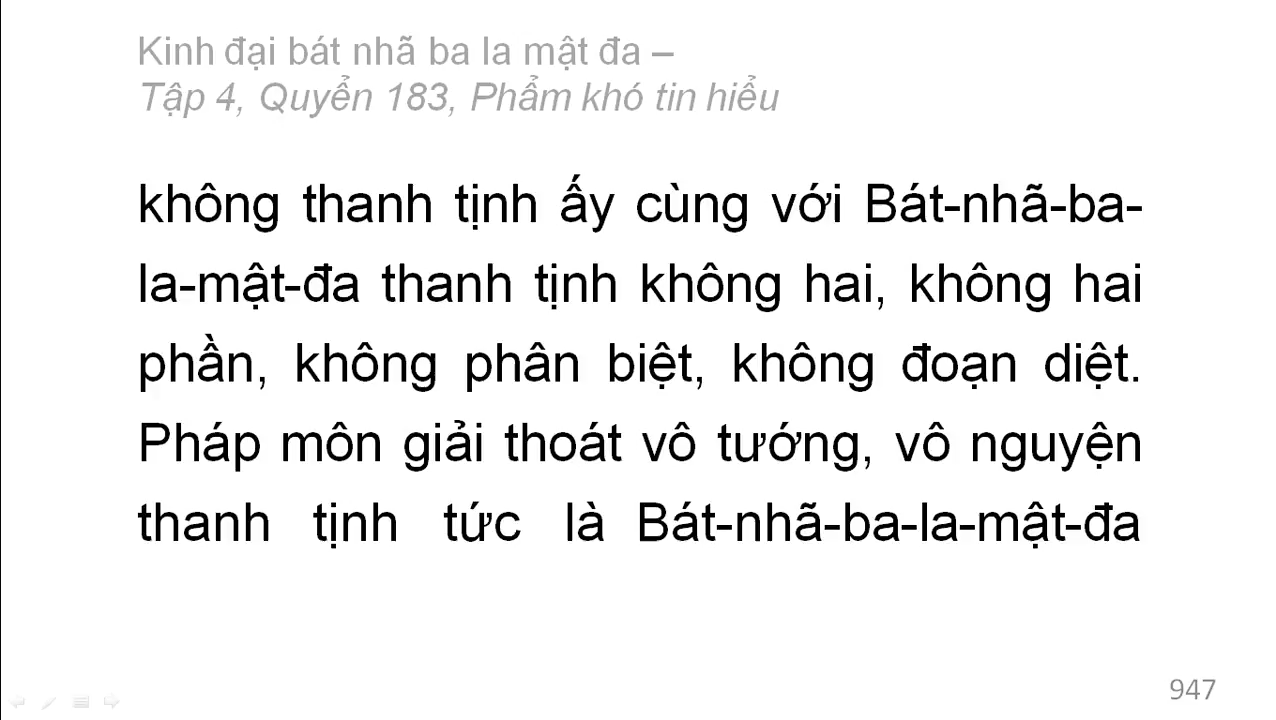 Kinh đại bát nhã ba la mật đa –
Tập 4, Quyển 183, Phẩm khó tin hiểu
không thanh tịnh ấy cùng với Bát-nhã-ba-
la-mật-đa thanh tịnh không hai, không hai
phần, không phân biệt, không đoạn diệt.
Pháp môn giải thoát vô tướng, vô nguyện
thanh tịnh tức là Bát-nhã-ba-la-mật-đa
947